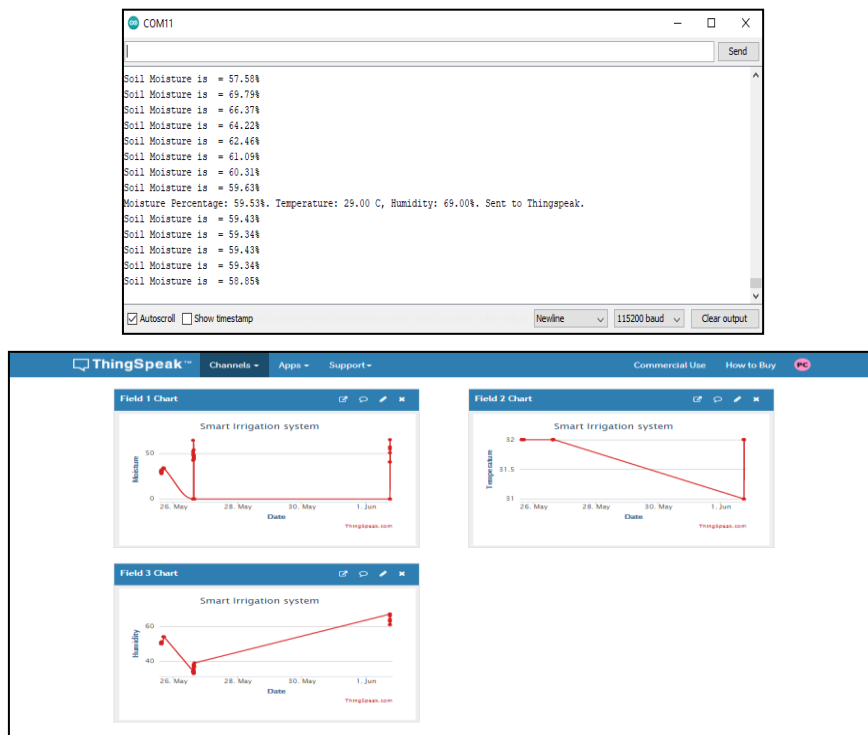 COM11
Send
Soil Moisture is = 57.58%
Soil Moisture is = 69.79%
Soil Moisture is = 66.37%
Soil Moisture is = 64.22%
Soil Moisture is = 62.46%
Soil Moisture is = 61.09%
Soil Moisture is = 60.31%
Soil Moisture is = 59.63%
Moisture Percentage: 59.53%. Temperature: 29.00 C, Humidity: 69.00%. Sent to Thingspeak.
Soil Moisture is = 59.43%
Soil Moisture is = 59.34%
Soil Moisture is = 59.43%
Soil Moisture is = 59.34%
Soil Moisture is = 58.85%
Autoscroll Show timestamp Newline 115200 baud Clear output
ThingSpeak™ Channels Apps Support Commercial Use How to Buy PC
Field 1 Chart
Smart Irrigation system
Moisture
50
0
26. May 28. May 30. May 1. Jun
Date
ThingSpeak.com
Field 2 Chart
Smart Irrigation system
Temperature
32
31.5
31
26. May 28. May 30. May 1. Jun
Date
ThingSpeak.com
Field 3 Chart
Smart Irrigation system
Humidity
60
40
26. May 28. May 30. May 1. Jun
Date
ThingSpeak.com